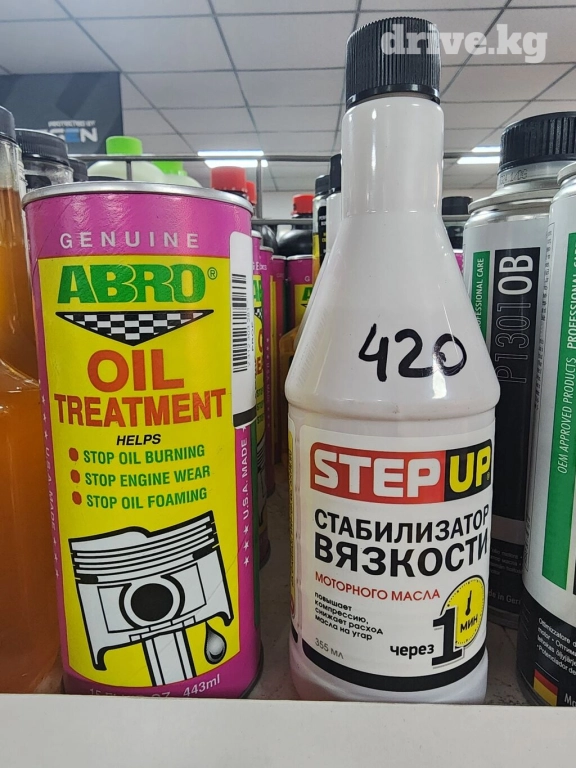 drive.kg
GENUINE
ABRO®
OIL
TREATMENT
HELPS
STOP OIL BURNING
STOP ENGINE WEAR
STOP OIL FOAMING
U.S.A. MADE
443ml
420
STEP UP
СТАБИЛИЗАТОР
ВЯЗКОСТИ
МОТОРНОГО МАСЛА
повышает
компрессию,
снижает расход
масла на угар
355 МЛ
через 1 МИН
P1301 OB
PROFESSIONAL CARE
OEM APPROVED PRODUCTS